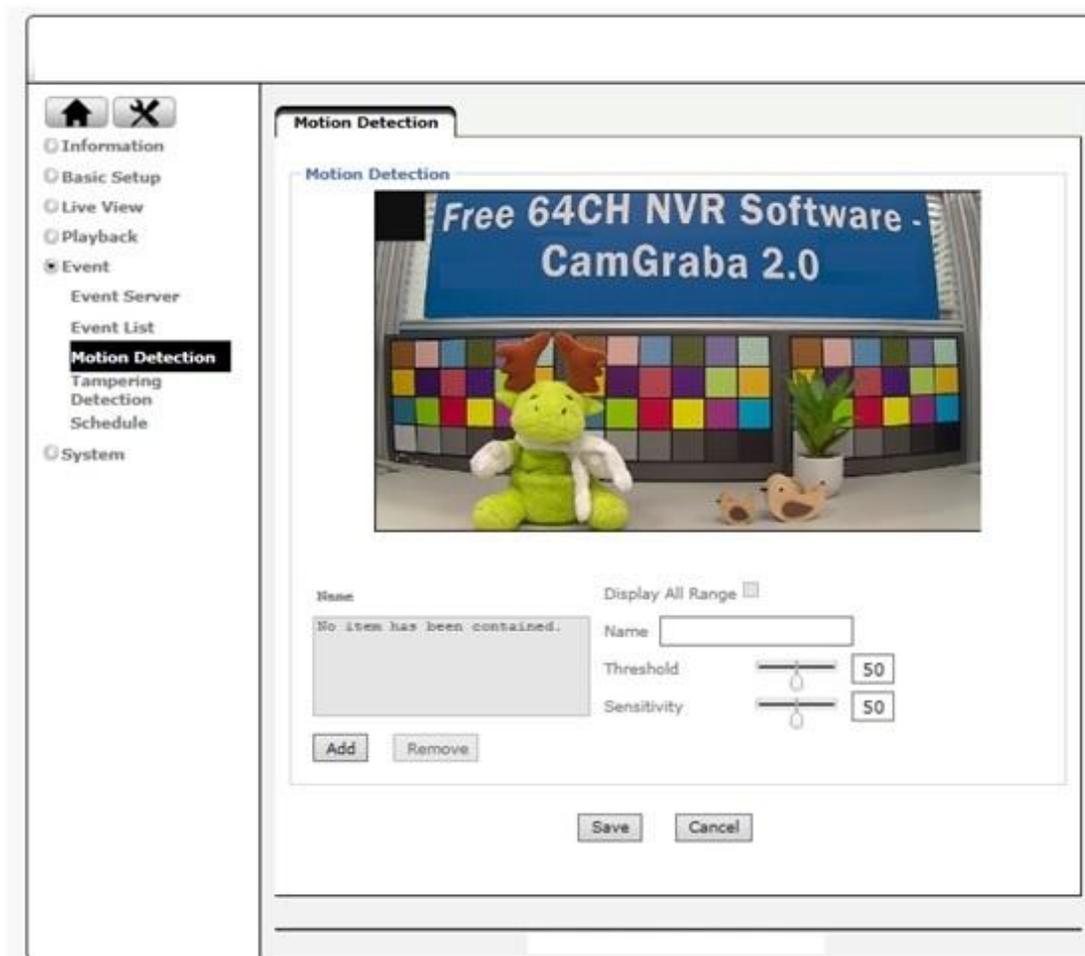 Motion Detection
Information
Basic Setup
Live View
Playback
Event
Event Server
Event List
Motion Detection
Tampering
Detection
Schedule
System
Motion Detection
Free 64CH NVR Software -
CamGraba 2.0
Name
No item has been contained.
Add
Remove
Display All Range
Name
Threshold
50
Sensitivity
50
Save
Cancel